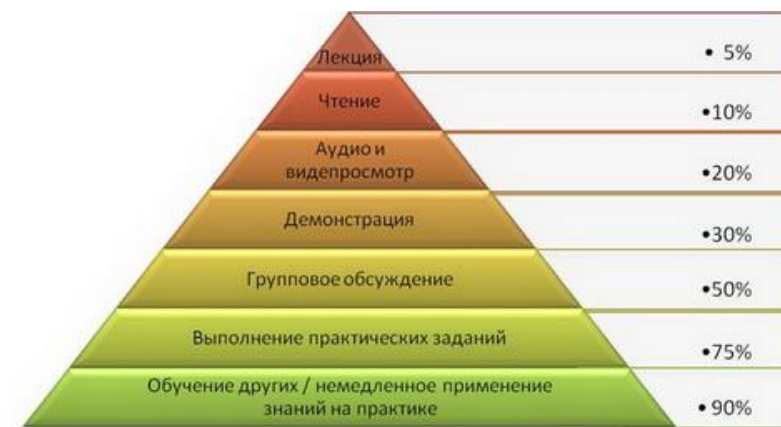 Лекция
• 5%
Чтение
•10%
Аудио и
видепросмотр
•20%
Демонстрация
•30%
Групповое обсуждение
•50%
Выполнение практических заданий
•75%
Обучение других / немедленное применение
знаний на практике
• 90%